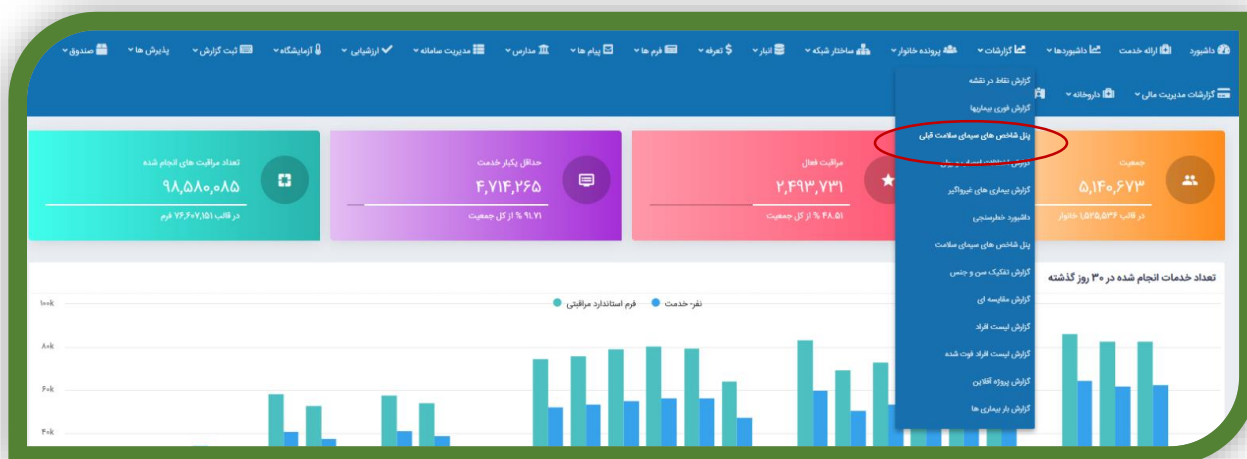 داشبورد ارائه خدمت داشبوردها گزارشات پرونده خانوار ساختار شبکه انبار تعرفه فرم ها پیام ها مدارس مدیریت سامانه ارزشیابی آزمایشگاه ثبت گزارش پذیرش ها صندوق
گزارشات مدیریت مالی داروخانه
گزارش نقاط در نقشه
گزارش فوری بیماریها
پنل شاخص های سیمای سلامت قبلی
گزارش
گزارش بیماری های غیرواگیر
داشبورد خطرسنجی
پنل شاخص های سیمای سلامت
گزارش تفکیک سن و جنس
گزارش مقایسه ای
گزارش لیست افراد
گزارش لیست افراد فوت شده
گزارش پروژه آفلاین
گزارش بار بیماری ها
جمعیت
۵,۱۴۰,۶۷۳
در قالب ۱,۵۲۵,۵۳۶ خانوار
مراقبت فعال
۲,۴۹۳,۷۳۱
۴۸.۵۱ % از کل جمعیت
حداقل یکبار خدمت
۴,۷۱۴,۲۶۵
۹۱.۷۱ % از کل جمعیت
تعداد مراقبت های انجام شده
۹۸,۵۸۰,۰۸۵
در قالب ۷۶,۶۰۷,۱۵۱ فرم
تعداد خدمات انجام شده در ۳۰ روز گذشته
نفر- خدمت فرم استاندارد مراقبتی
۱۰۰k
۸۰k
۶۰k
۴۰k